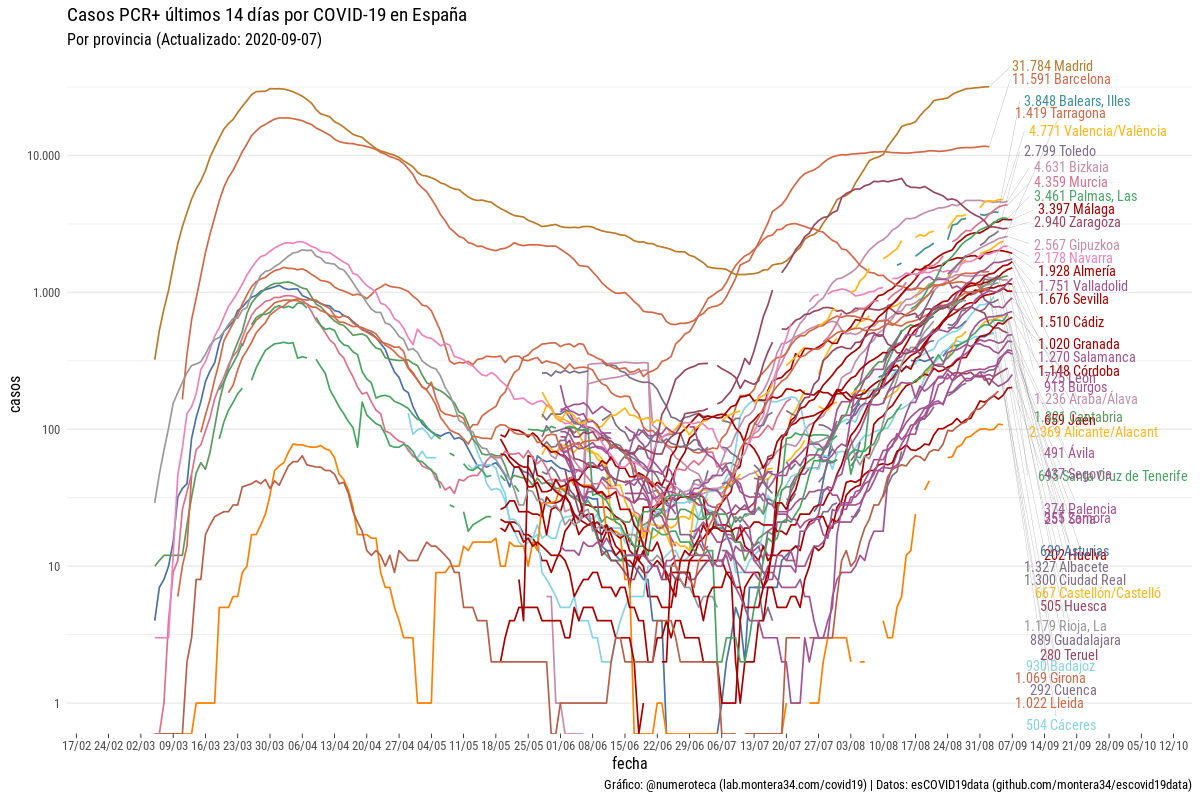 Casos PCR+ últimos 14 días por COVID-19 en España
Por provincia (Actualizado: 2020-09-07)
31.784 Madrid
11.591 Barcelona
3.848 Balears, Illes
1.419 Tarragona
4.771 Valencia/València
2.799 Toledo
4.631 Bizkaia
4.359 Murcia
3.461 Palmas, Las
3.397 Málaga
2.940 Zaragoza
2.567 Gipuzkoa
2.178 Navarra
1.928 Almería
1.751 Valladolid
1.676 Sevilla
1.510 Cádiz
1.020 Granada
1.270 Salamanca
1.148 Córdoba
León
913 Burgos
1.236 Araba/Álava
Cantabria
659 Jaén
2.369 Alicante/Alacant
491 Ávila
437 Segovia
Santa Cruz de Tenerife
374 Palencia
Zamora
Soria
Asturias
202 Huelva
1.327 Albacete
1.300 Ciudad Real
667 Castellón/Castelló
505 Huesca
1.179 Rioja, La
889 Guadalajara
280 Teruel
930 Badajoz
1.069 Girona
292 Cuenca
1.022 Lleida
504 Cáceres
casos
10.000
1.000
100
10
1
17/02 24/02 02/03 09/03 16/03 23/03 30/03 06/04 13/04 20/04 27/04 04/05 11/05 18/05 25/05 01/06 08/06 15/06 22/06 29/06 06/07 13/07 20/07 27/07 03/08 10/08 17/08 24/08 31/08 07/09 14/09 21/09 28/09 05/10 12/10
fecha
Gráfico: @numeroteca (lab.montera34.com/covid19) | Datos: esCOVID19data (github.com/montera34/escovid19data)